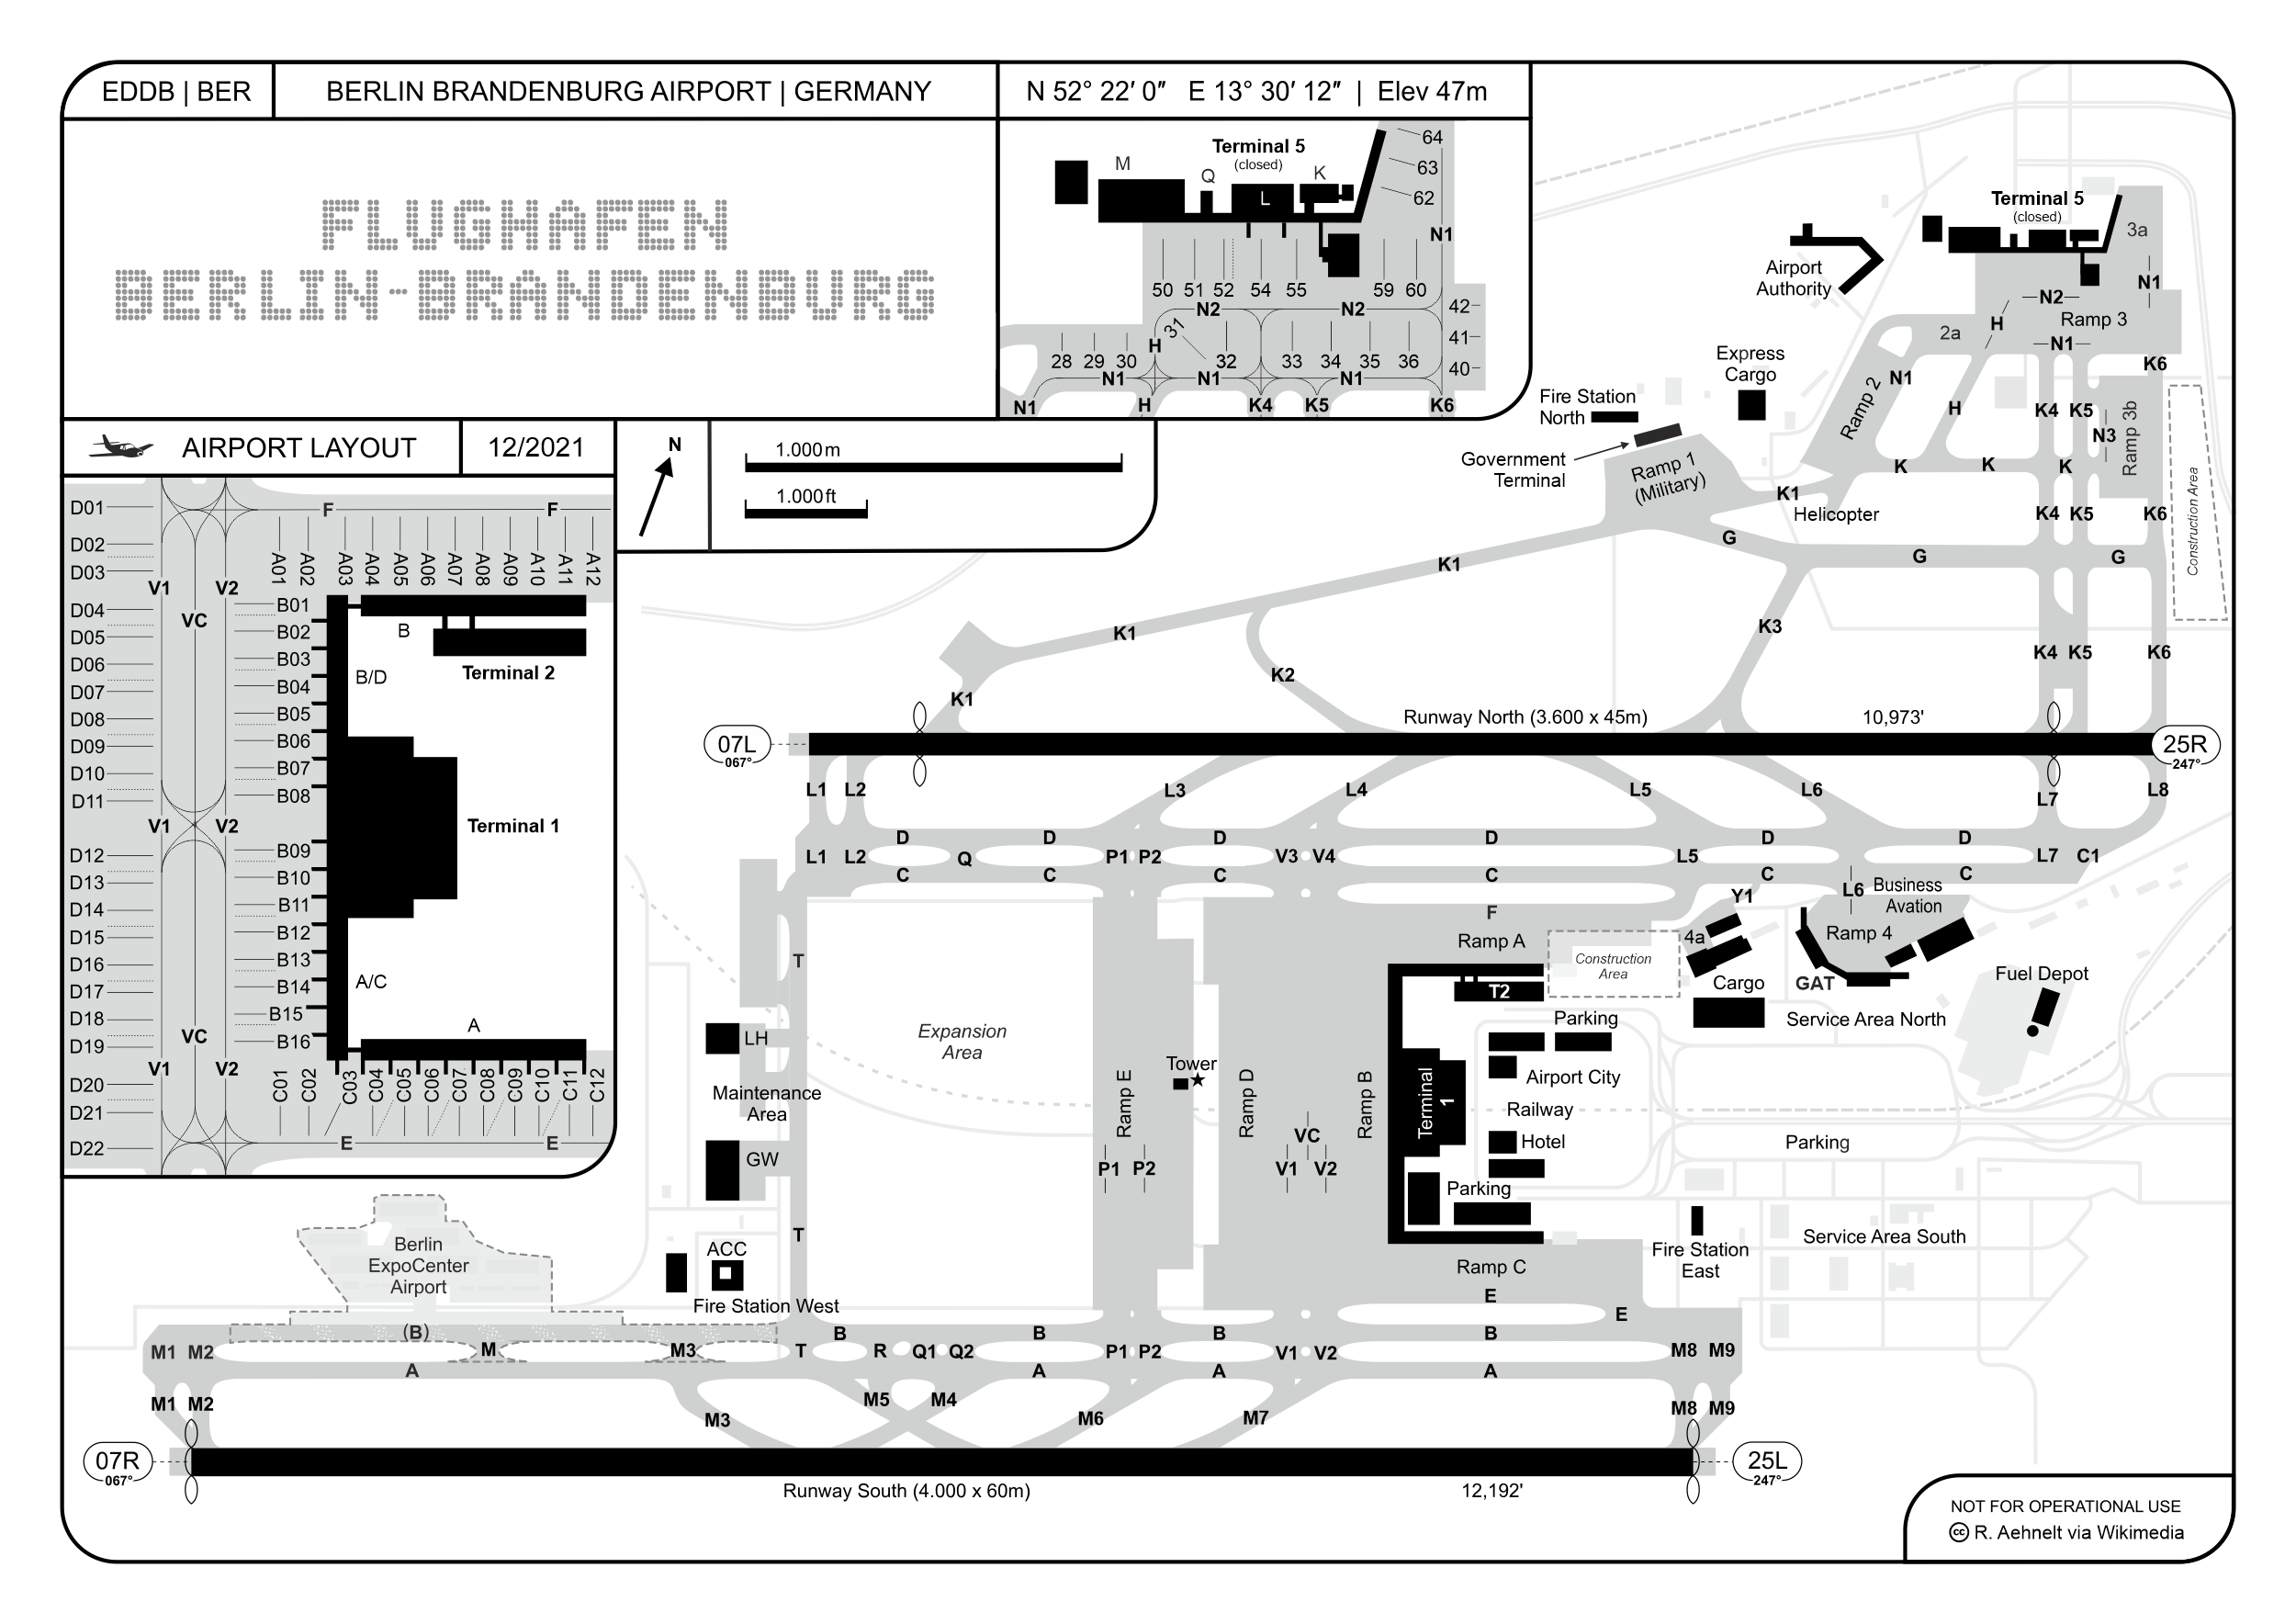 EDDB | BER
BERLIN BRANDENBURG AIRPORT | GERMANY
N 52° 22′ 0″ E 13° 30′ 12″ | Elev 47m
FLUGHAFEN
BERLIN-BRANDENBURG
Terminal 5
(closed)
M
Q
L
K
64
63
62
N1
50 51 52 54 55 59 60
42
N2 N2
31
41
H
28 29 30 32 33 34 35 36
40
N1 N1 N1
N1 H K4 K5 K6
AIRPORT LAYOUT
12/2021
N
1.000m
1.000ft
D01
D02
D03
D04
D05
D06
D07
D08
D09
D10
D11
D12
D13
D14
D15
D16
D17
D18
D19
D20
D21
D22
F F
A01 A02 A03 A04 A05 A06 A07 A08 A09 A10 A11 A12
V1 V2
VC
V1 V2
VC
V1 V2
B01
B02
B03
B04
B05
B06
B07
B08
B09
B10
B11
B12
B13
B14
B15
B16
B
Terminal 2
B/D
Terminal 1
A/C
A
C01 C02 C03 C04 C05 C06 C07 C08 C09 C10 C11 C12
E E
Terminal 5
(closed)
3a
Airport
Authority
N1
N2
H
Ramp 3
2a
N1
K6
Express
Cargo
N1
Ramp 2
H
K4 K5
N3
Ramp 3b
Fire Station
North
Government
Terminal
Ramp 1
(Military)
K K K
K1
Helicopter
K4 K5 K6
Construction Area
G G G
K1
K1
K3
K2
K4 K5 K6
K1
Runway North (3.600 x 45m)
10,973'
07L
067°
25R
247°
L1 L2 L3 L4 L5 L6 L7 L8
D D D D D D
L1 L2 Q P1 P2 V3 V4 L5 L7 C1
C C C C C C
L6
Business
Avation
Y1
F
Ramp A
4a
Ramp 4
Construction
Area
T
T2
Cargo
GAT
Fuel Depot
Service Area North
Expansion
Area
LH
Parking
Tower
Airport City
Maintenance
Area
Ramp E
Ramp D
Ramp B
Terminal
1
Railway
VC
Hotel
Parking
GW
P1 P2
V1 V2
Parking
T
Service Area South
Fire Station
East
ACC
Fire Station West
Ramp C
E
E
Berlin
ExpoCenter
Airport
(B) B B B B
M1 M2 M M3 T R Q1 Q2 P1 P2 V1 V2 M8 M9
A A A A
M1 M2 M3 M5 M4 M6 M7 M8 M9
07R
067°
25L
247°
Runway South (4.000 x 60m)
12,192'
NOT FOR OPERATIONAL USE
cc R. Aehnelt via Wikimedia